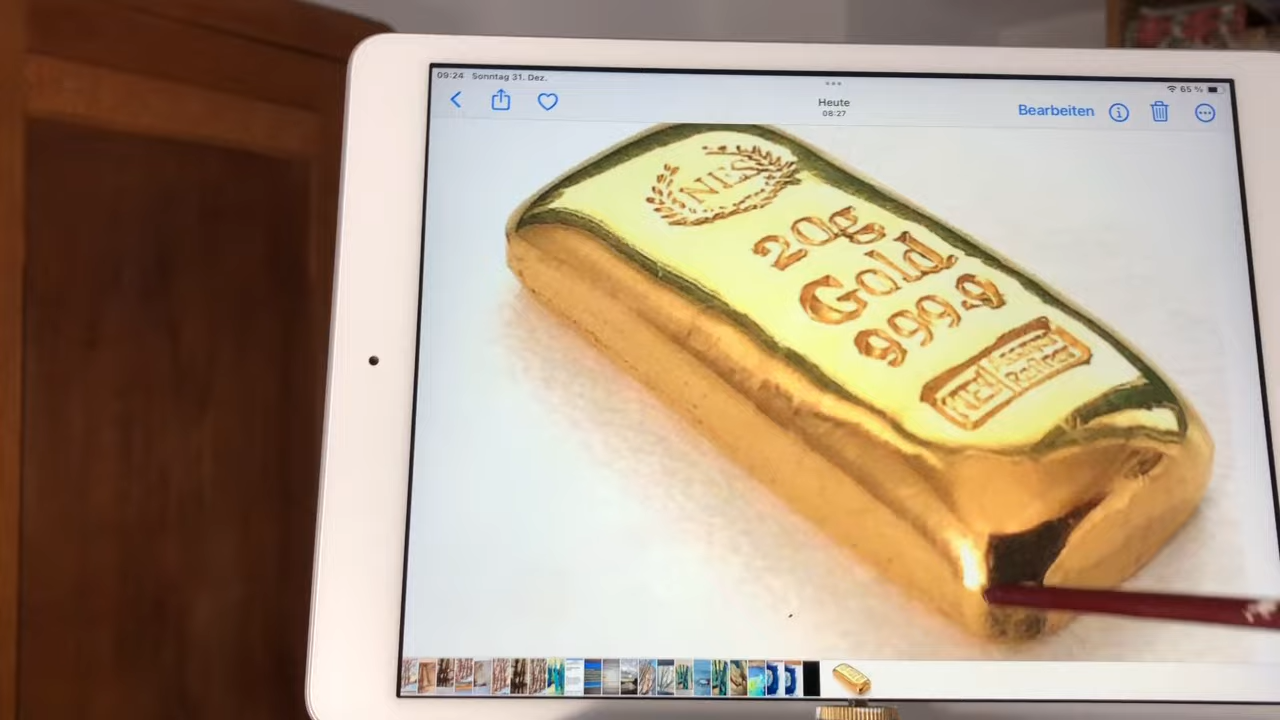 09:24 Sonntag 31. Dez.
65 %
Heute
08:27
Bearbeiten
NES
20g
Gold
999.9